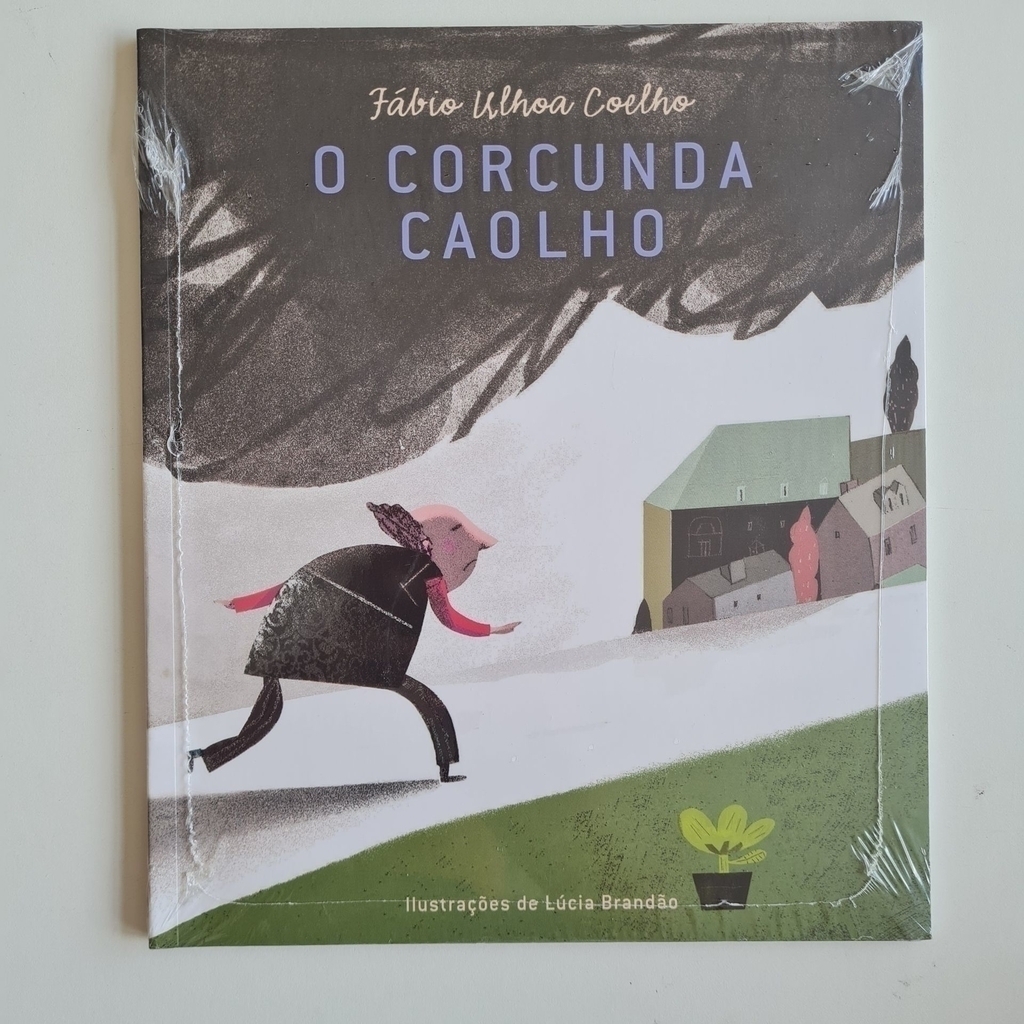 Fábio Ulhoa Coelho
O CORCUNDA
CAOLHO
Ilustrações de Lúcia Brandão